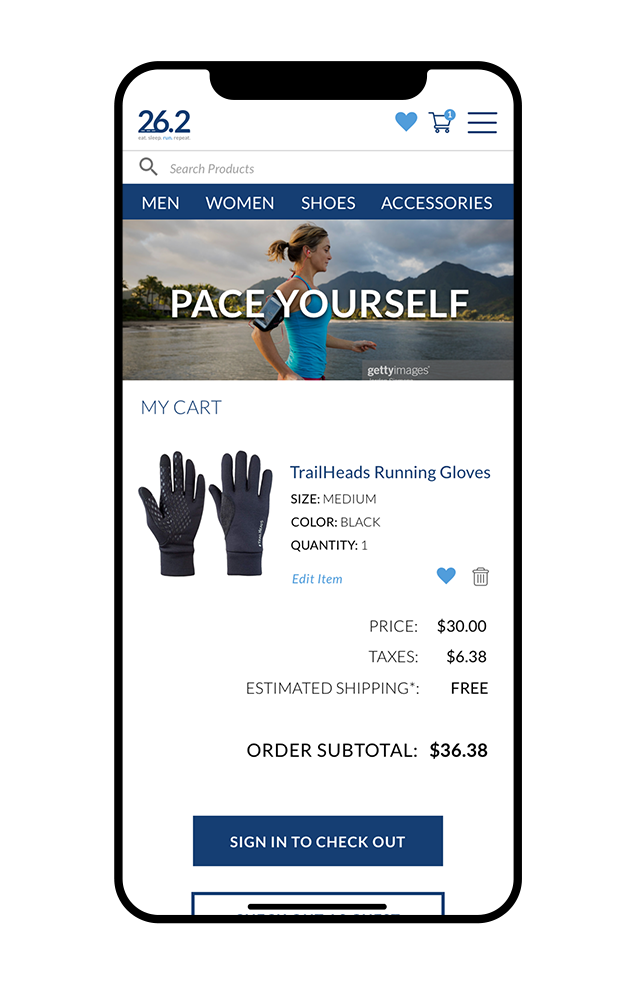 26.2
eat. sleep. run. repeat.
1
Search Products
MEN WOMEN SHOES ACCESSORIES
PACE YOURSELF
gettyimages
MY CART
TrailHeads Running Gloves
SIZE: MEDIUM
COLOR: BLACK
QUANTITY: 1
Edit Item
PRICE: $30.00
TAXES: $6.38
ESTIMATED SHIPPING*: FREE
ORDER SUBTOTAL: $36.38
SIGN IN TO CHECK OUT